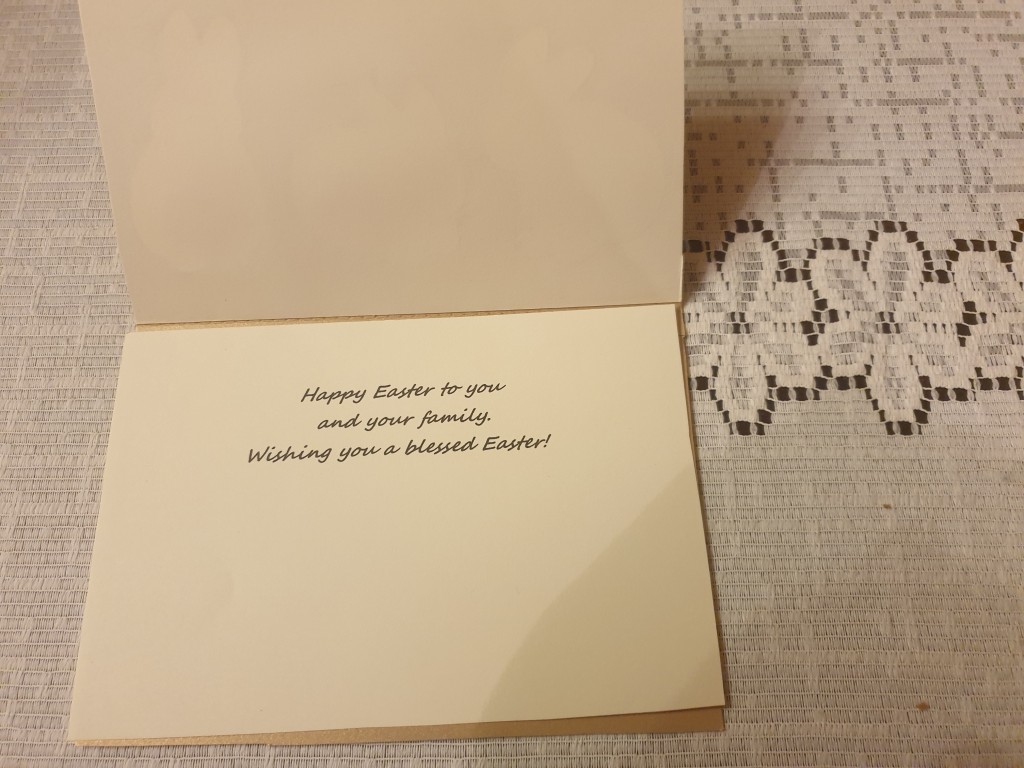 Happy Easter to you
and your family.
Wishing you a blessed Easter!